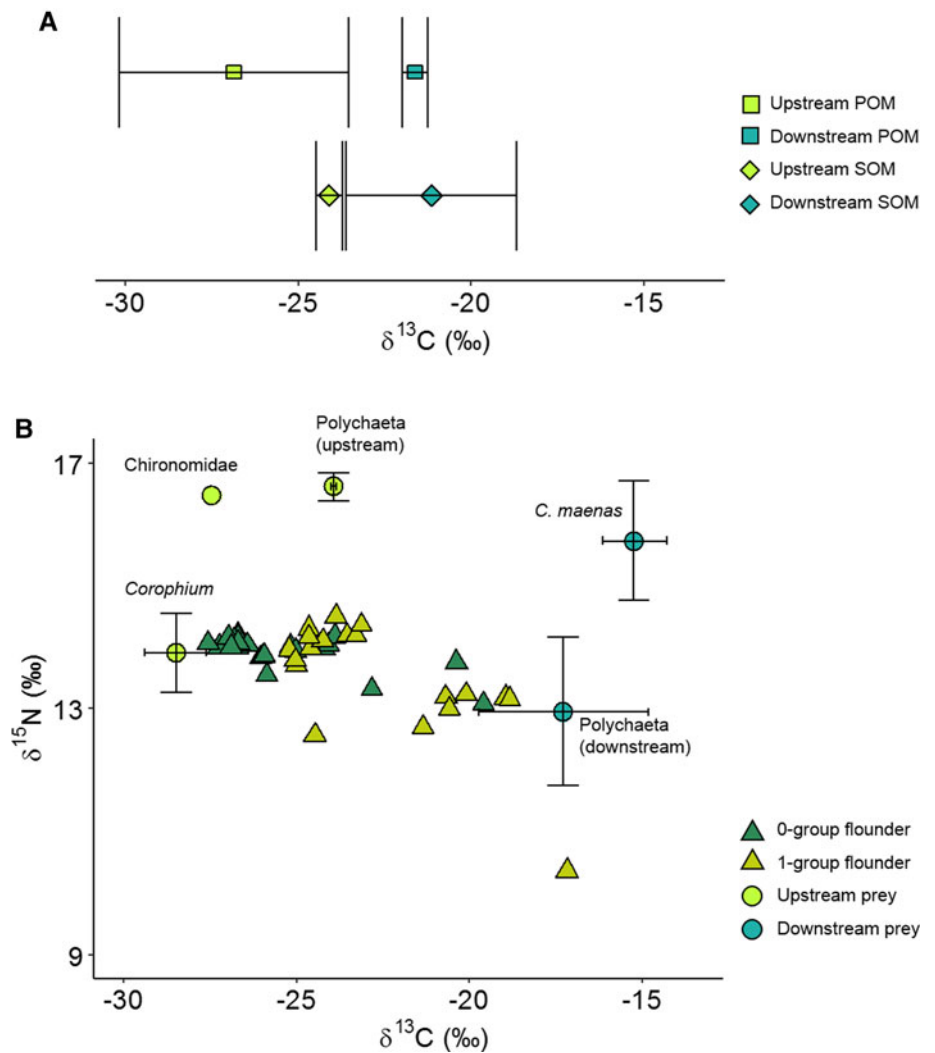 A
Upstream POM
Downstream POM
Upstream SOM
Downstream SOM
-30 -25 -20 -15
δ13C (‰)
B
Polychaeta
(upstream)
Chironomidae
C. maenas
Corophium
Polychaeta
(downstream)
17
13
9
δ15N (‰)
0-group flounder
1-group flounder
Upstream prey
Downstream prey
-30 -25 -20 -15
δ13C (‰)